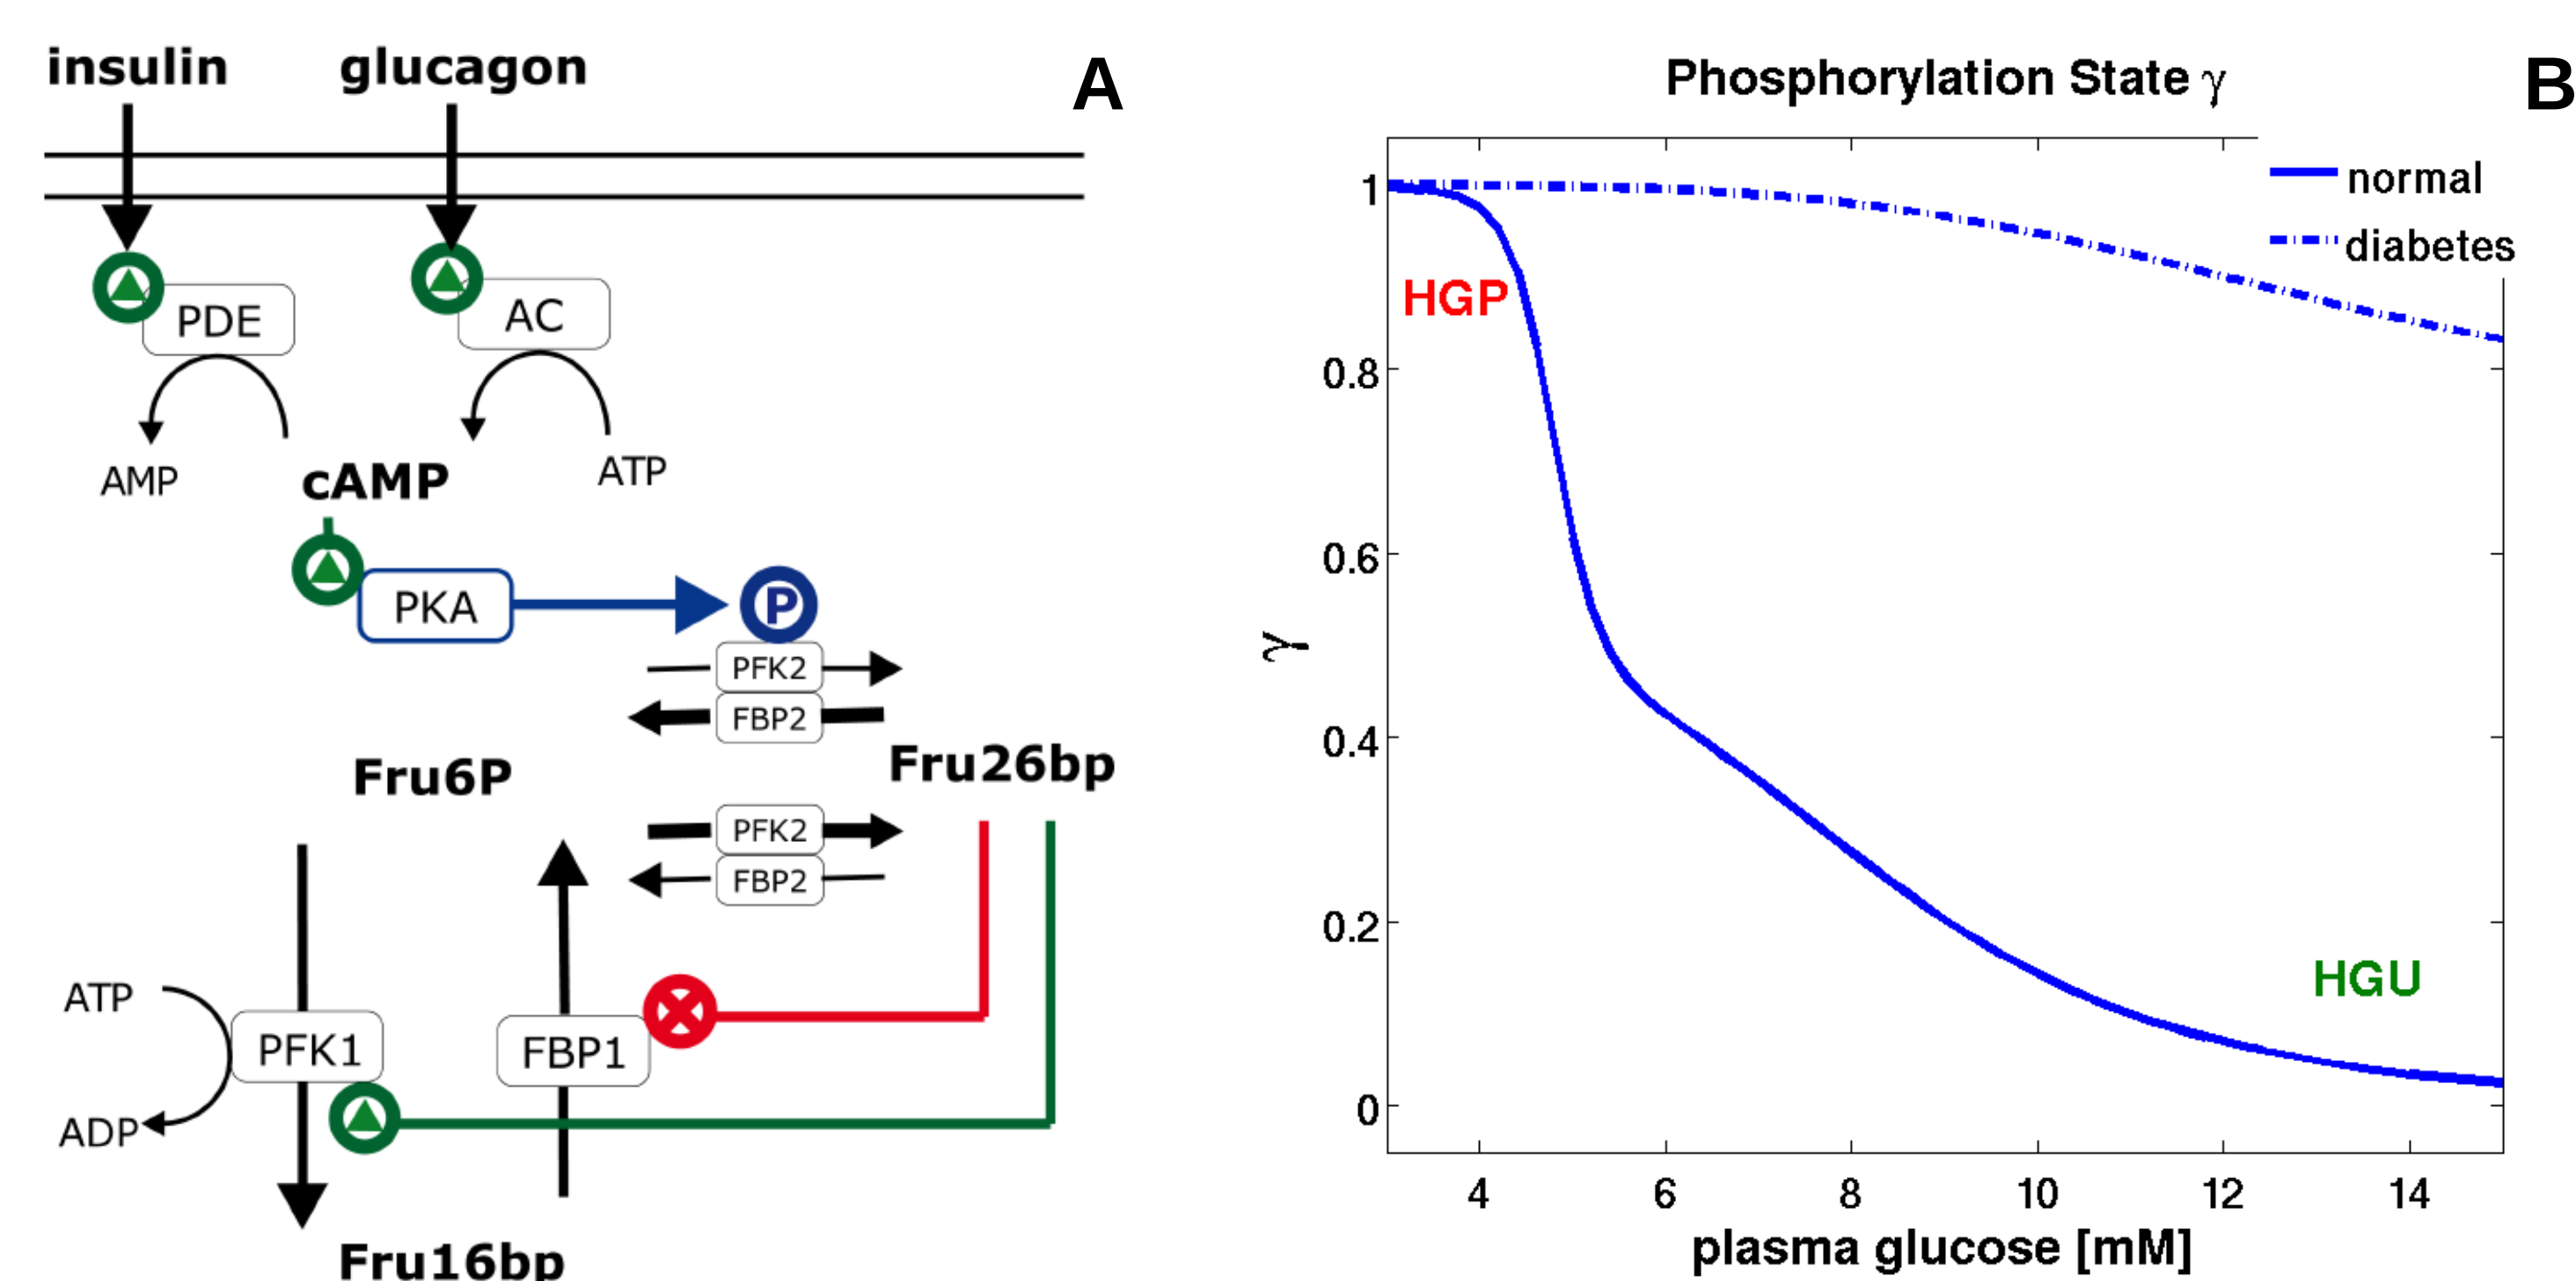 insulin glucagon
A
PDE
AC
AMP
cAMP
ATP
PKA
P
PFK2
FBP2
Fru6P
Fru26bp
PFK2
FBP2
ATP
PFK1
FBP1
ADP
Fru16bp
Phosphorylation State γ
B
normal
diabetes
HGP
HGU
γ
1
0.8
0.6
0.4
0.2
0
4 6 8 10 12 14
plasma glucose [mM]